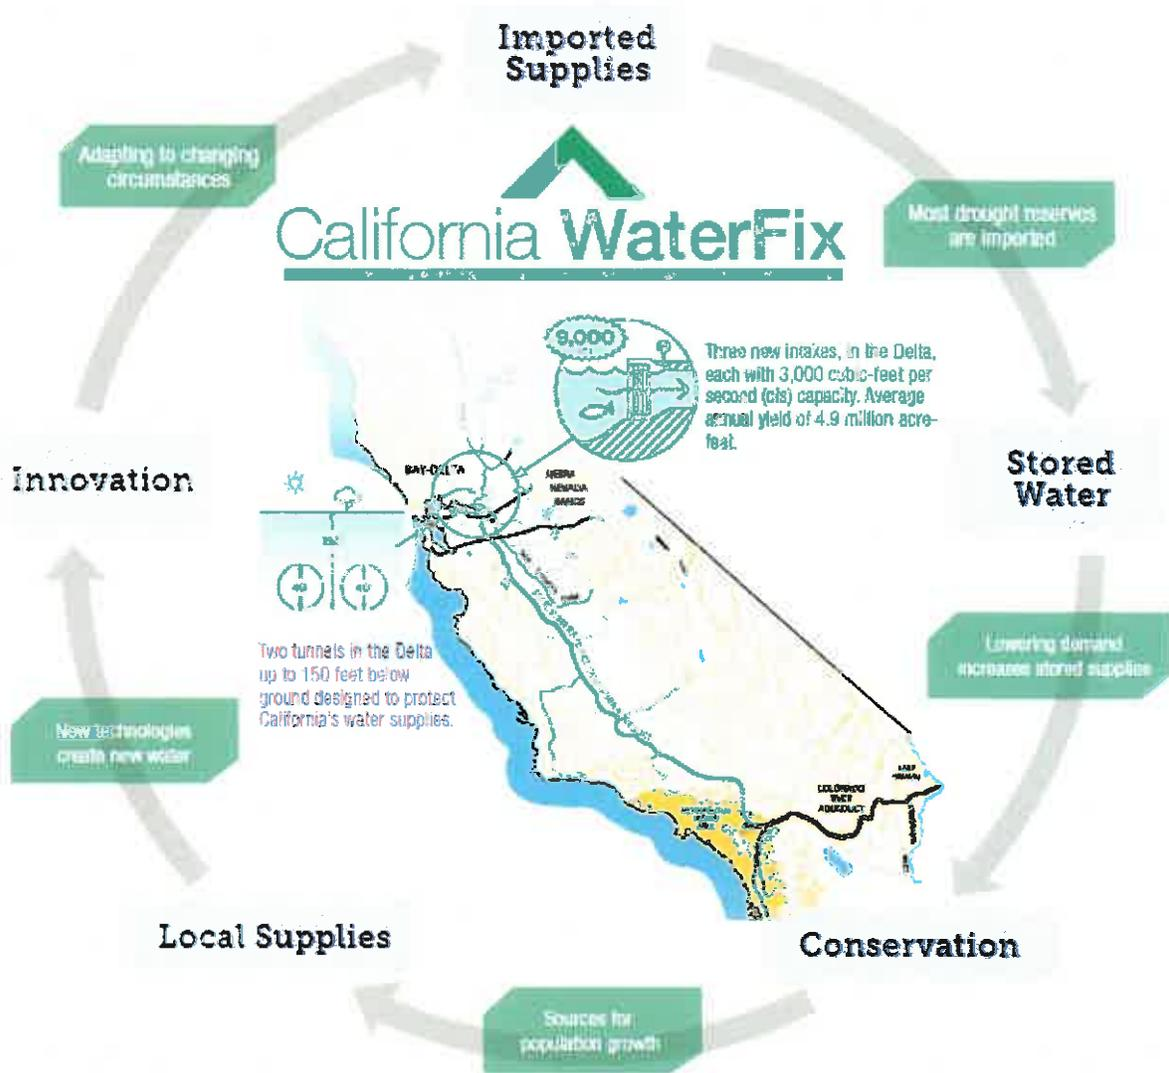 Imported
Supplies
Adapting to changing
circumstances
Most drought reserves
are imported
California WaterFix
9,000
Three new intakes, in the Delta,
each with 3,000 cubic-feet per
second (cfs) capacity. Average
annual yield of 4.9 million acre-
feet.
Innovation
Stored
Water
BAY-DELTA
SIERRA
NEVADA
40
40
Two tunnels in the Delta
up to 150 feet below
ground designed to protect
California's water supplies.
Lowering demand
increases stored supplies
New technologies
create new water
COLORADO
RIVER
AQUEDUCT
Local Supplies
Conservation
Sources for
population growth